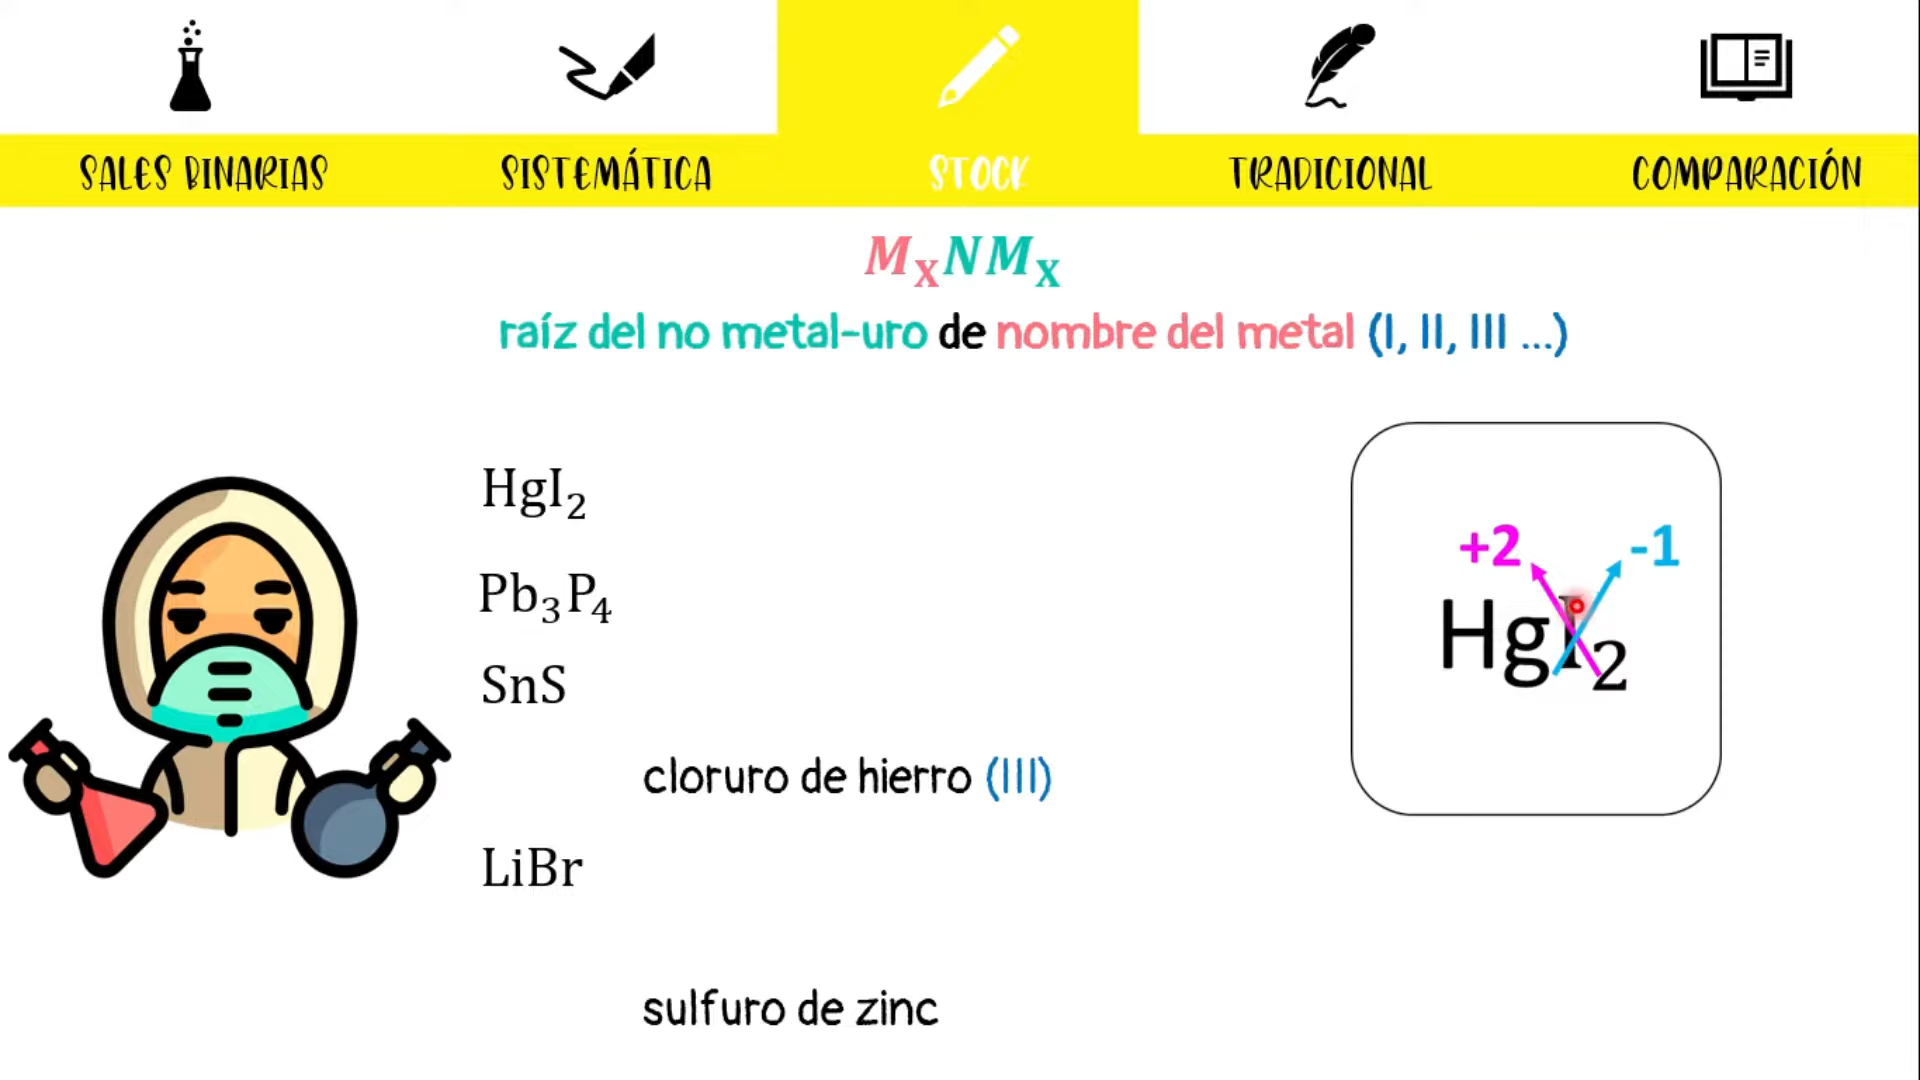 SALES BINARIAS SISTEMÁTICA STOCK TRADICIONAL COMPARACIÓN
MₓNMₓ
raíz del no metal-uro de nombre del metal (I, II, III ...)
HgI₂
Pb₃P₄
SnS
cloruro de hierro (III)
LiBr
sulfuro de zinc
+2 -1
HgI₂